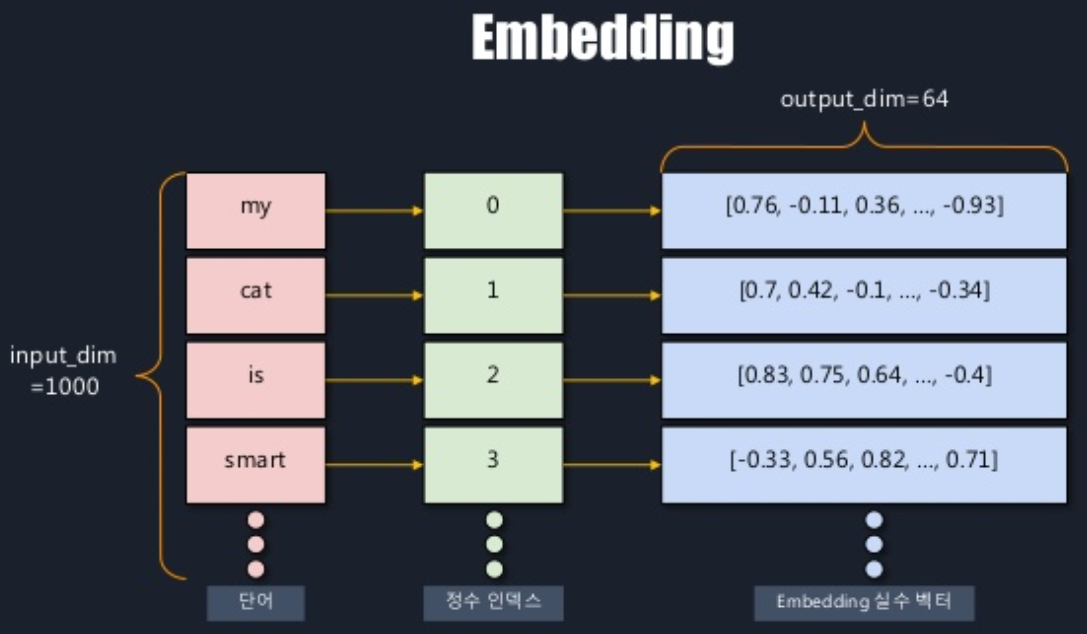 Embedding
output_dim=64
my
0
[0.76, -0.11, 0.36, ..., -0.93]
cat
1
[0.7, 0.42, -0.1, ..., -0.34]
input_dim
=1000
is
2
[0.83, 0.75, 0.64, ..., -0.4]
smart
3
[-0.33, 0.56, 0.82, ..., 0.71]
단어
정수 인덱스
Embedding 실수 벡터